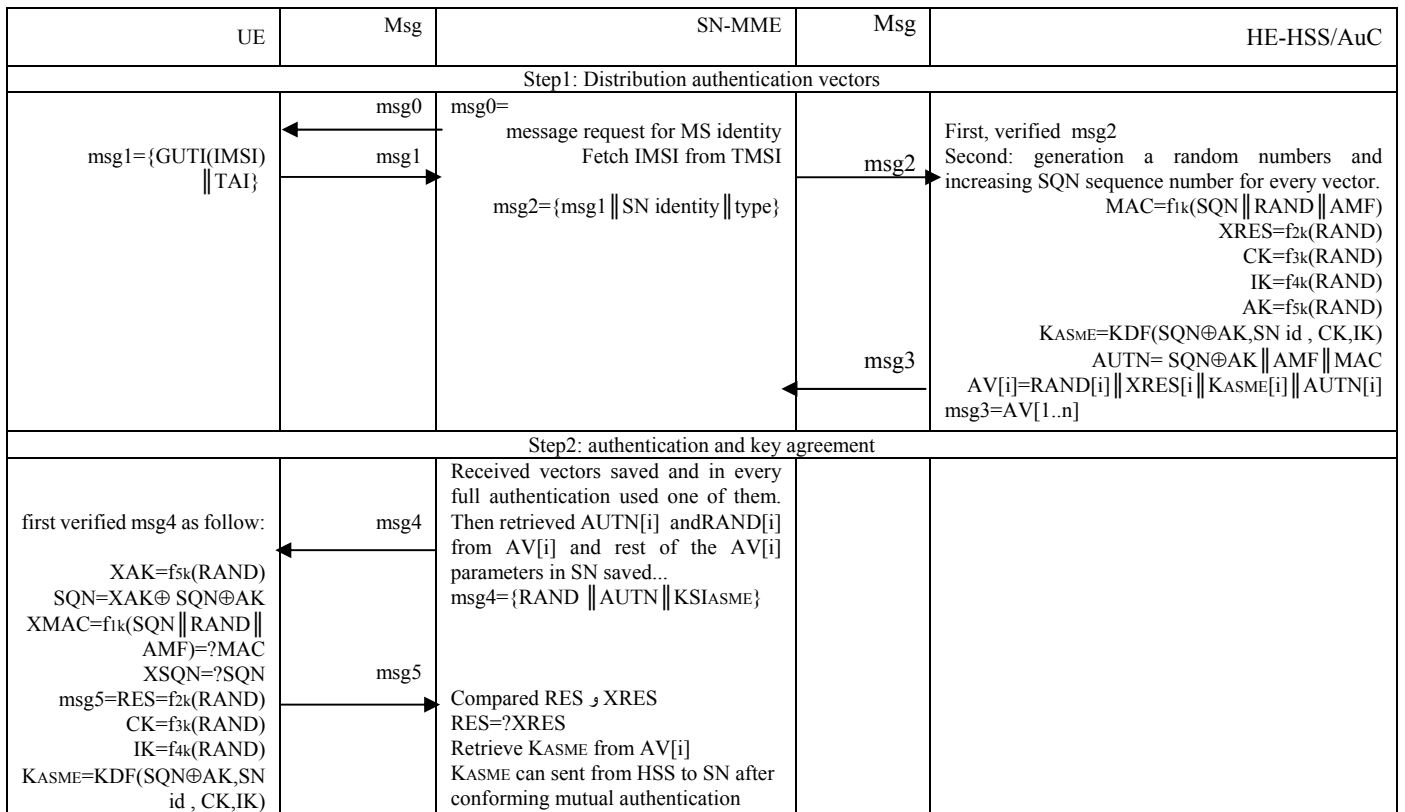 UE
Msg
SN-MME
Msg
HE-HSS/AuC
Step1: Distribution authentication vectors
msg1={GUTI(IMSI)
‖TAI}
msg0
msg1
msg0=
message request for MS identity
Fetch IMSI from TMSI
msg2={msg1‖SN identity‖type}
msg2
msg3
First, verified msg2
Second: generation a random numbers and
increasing SQN sequence number for every vector.
MAC=f1k(SQN‖RAND‖AMF)
XRES=f2k(RAND)
CK=f3k(RAND)
IK=f4k(RAND)
AK=f5k(RAND)
KASME=KDF(SQN⊕AK,SN id , CK,IK)
AUTN= SQN⊕AK‖AMF‖MAC
AV[i]=RAND[i]‖XRES[i‖KASME[i]‖AUTN[i]
msg3=AV[1..n]
Step2: authentication and key agreement
first verified msg4 as follow:
XAK=f5k(RAND)
SQN=XAK⊕ SQN⊕AK
XMAC=f1k(SQN‖RAND‖
AMF)=?MAC
XSQN=?SQN
msg5=RES=f2k(RAND)
CK=f3k(RAND)
IK=f4k(RAND)
KASME=KDF(SQN⊕AK,SN
id , CK,IK)
msg4
msg5
Received vectors saved and in every
full authentication used one of them.
Then retrieved AUTN[i] andRAND[i]
from AV[i] and rest of the AV[i]
parameters in SN saved...
msg4={RAND ‖AUTN‖KSIASME}
Compared RES و XRES
RES=?XRES
Retrieve KASME from AV[i]
KASME can sent from HSS to SN after
conforming mutual authentication